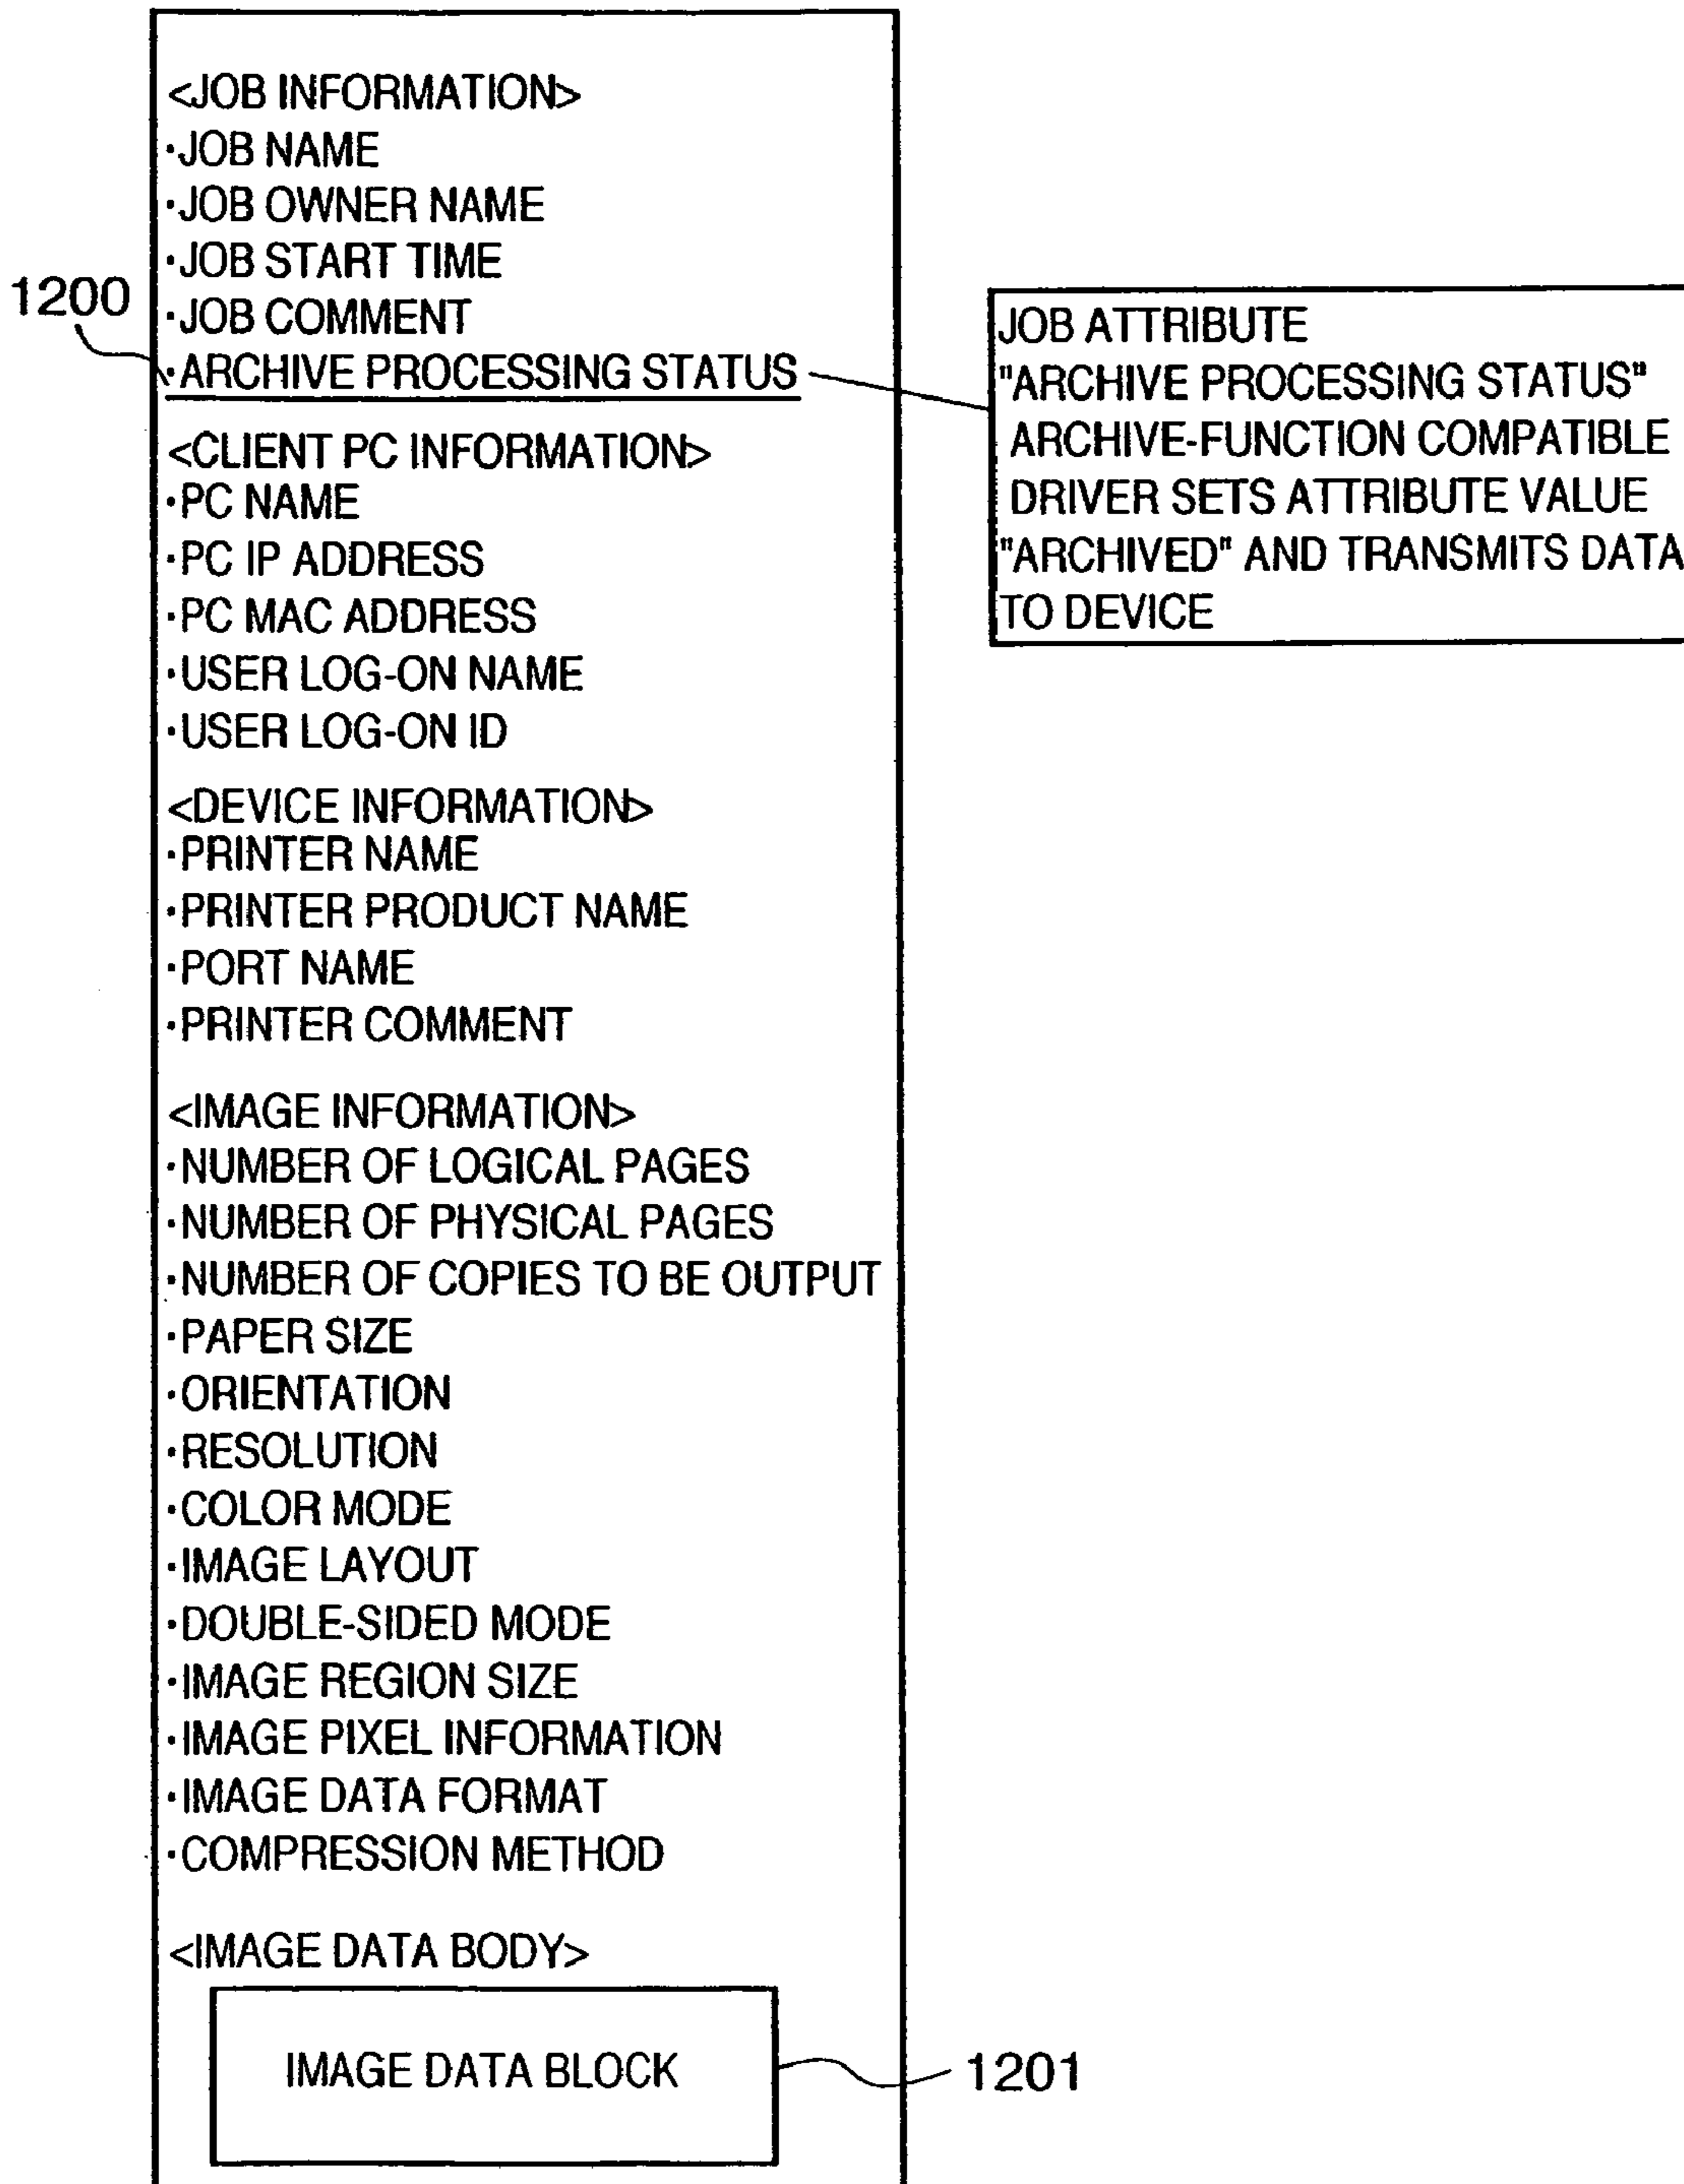 <JOB INFORMATION>
·JOB NAME
·JOB OWNER NAME
·JOB START TIME
1200
·JOB COMMENT
·ARCHIVE PROCESSING STATUS
JOB ATTRIBUTE
"ARCHIVE PROCESSING STATUS"
ARCHIVE-FUNCTION COMPATIBLE
DRIVER SETS ATTRIBUTE VALUE
"ARCHIVED" AND TRANSMITS DATA
TO DEVICE
<CLIENT PC INFORMATION>
·PC NAME
·PC IP ADDRESS
·PC MAC ADDRESS
·USER LOG-ON NAME
·USER LOG-ON ID
<DEVICE INFORMATION>
·PRINTER NAME
·PRINTER PRODUCT NAME
·PORT NAME
·PRINTER COMMENT
<IMAGE INFORMATION>
·NUMBER OF LOGICAL PAGES
·NUMBER OF PHYSICAL PAGES
·NUMBER OF COPIES TO BE OUTPUT
·PAPER SIZE
·ORIENTATION
·RESOLUTION
·COLOR MODE
·IMAGE LAYOUT
·DOUBLE-SIDED MODE
·IMAGE REGION SIZE
·IMAGE PIXEL INFORMATION
·IMAGE DATA FORMAT
·COMPRESSION METHOD
<IMAGE DATA BODY>
IMAGE DATA BLOCK
1201